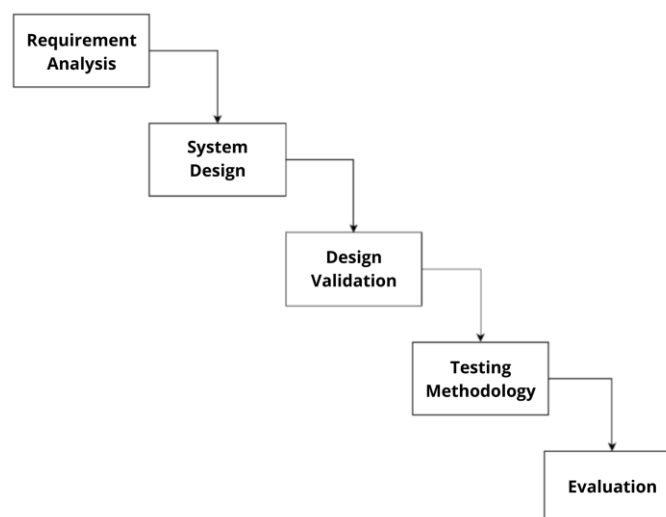 Requirement
Analysis
System
Design
Design
Validation
Testing
Methodology
Evaluation